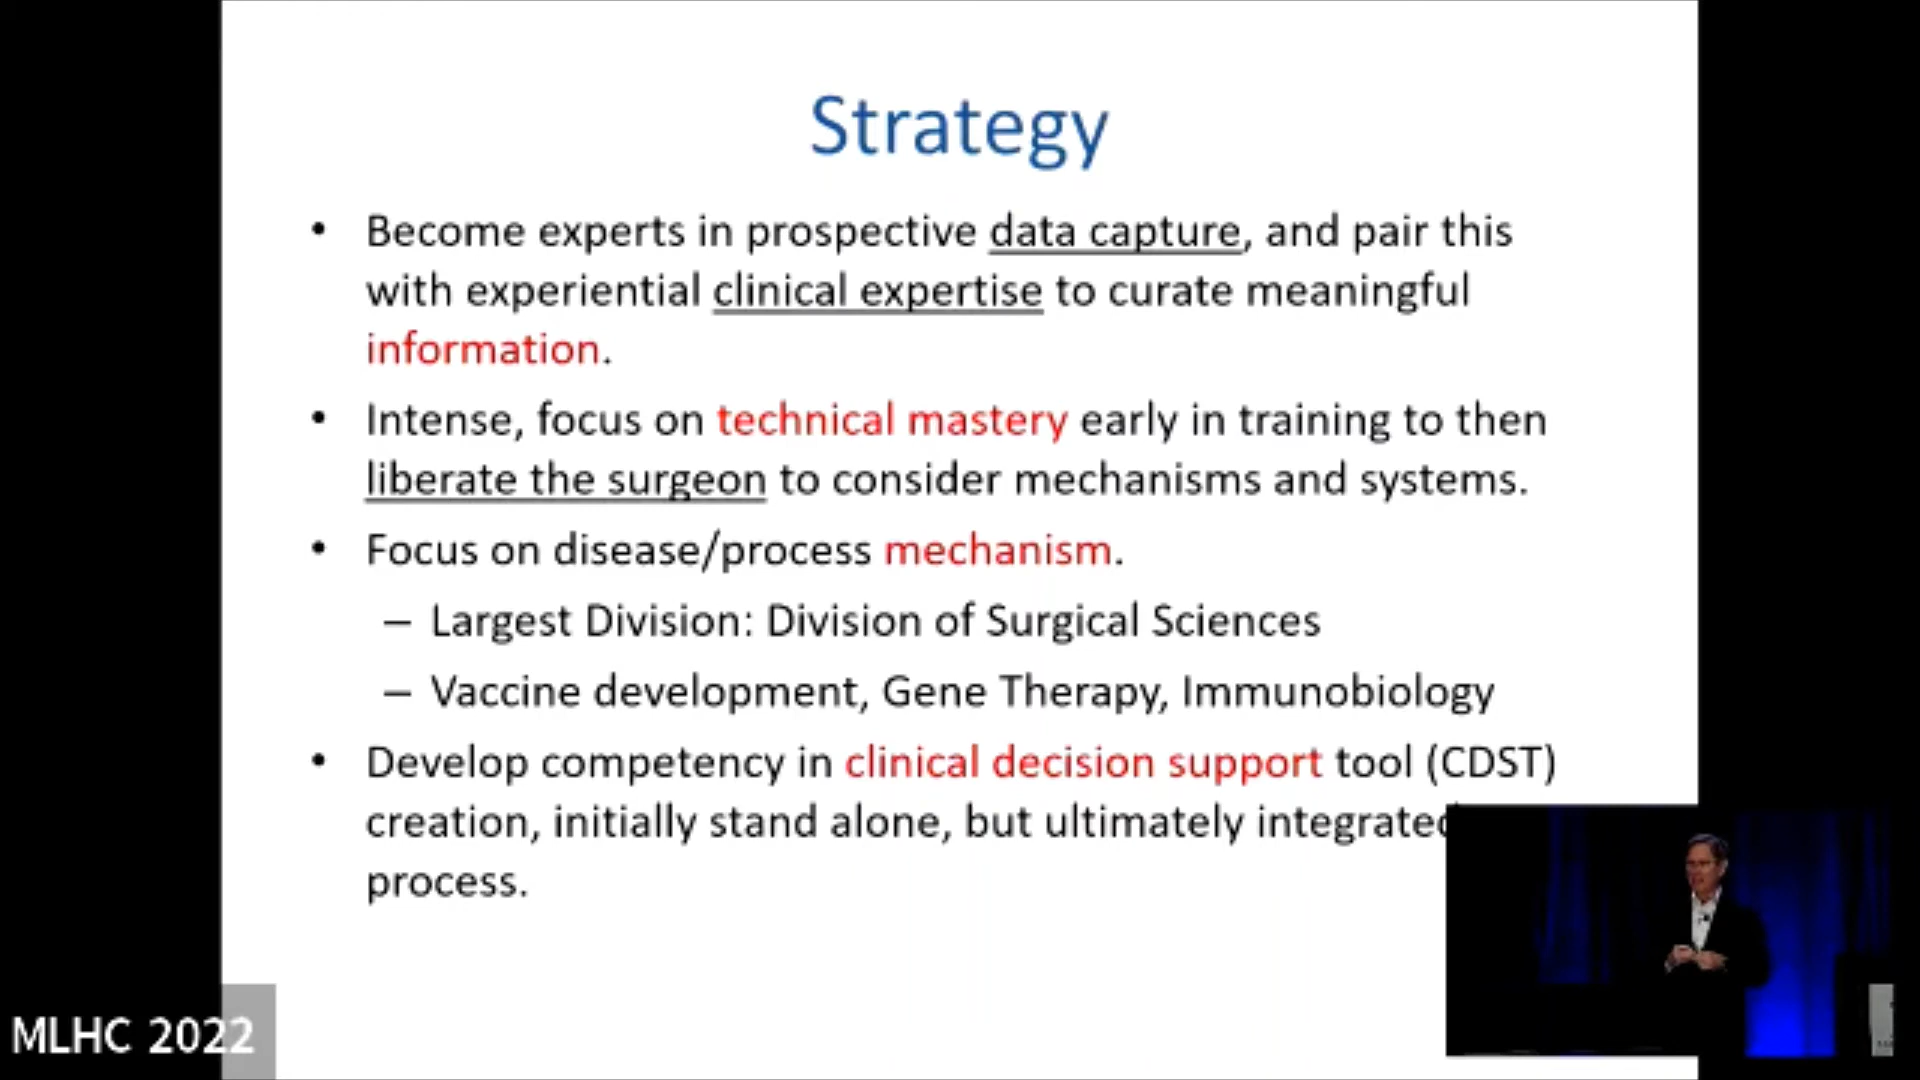 Strategy
• Become experts in prospective data capture, and pair this
with experiential clinical expertise to curate meaningful
information.
• Intense, focus on technical mastery early in training to then
liberate the surgeon to consider mechanisms and systems.
• Focus on disease/process mechanism.
– Largest Division: Division of Surgical Sciences
– Vaccine development, Gene Therapy, Immunobiology
• Develop competency in clinical decision support tool (CDST)
creation, initially stand alone, but ultimately integrated
process.
MLHC 2022